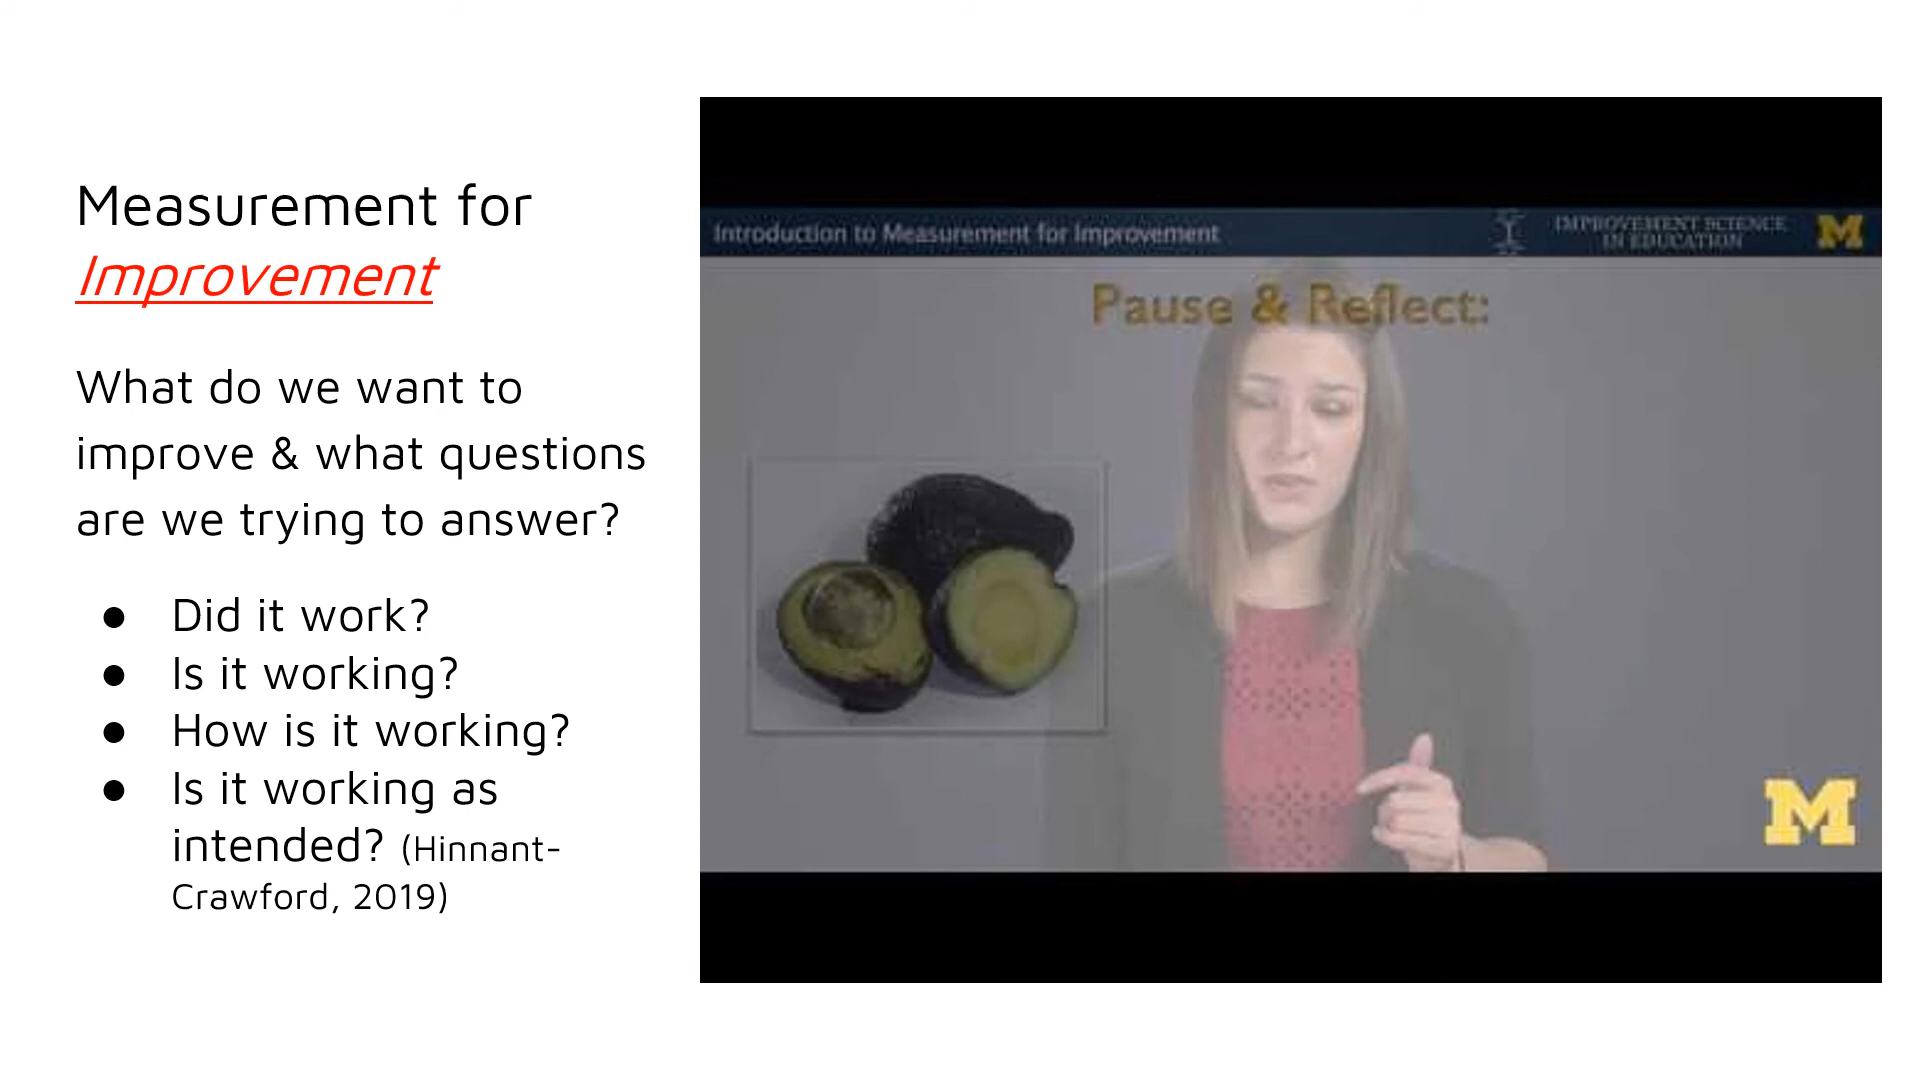 Measurement for
Improvement
What do we want to
improve & what questions
are we trying to answer?
● Did it work?
● Is it working?
● How is it working?
● Is it working as
intended? (Hinnant-
Crawford, 2019)
Introduction to Measurement for Improvement
IMPROVEMENT SCIENCE
IN EDUCATION
M
Pause & Reflect:
M